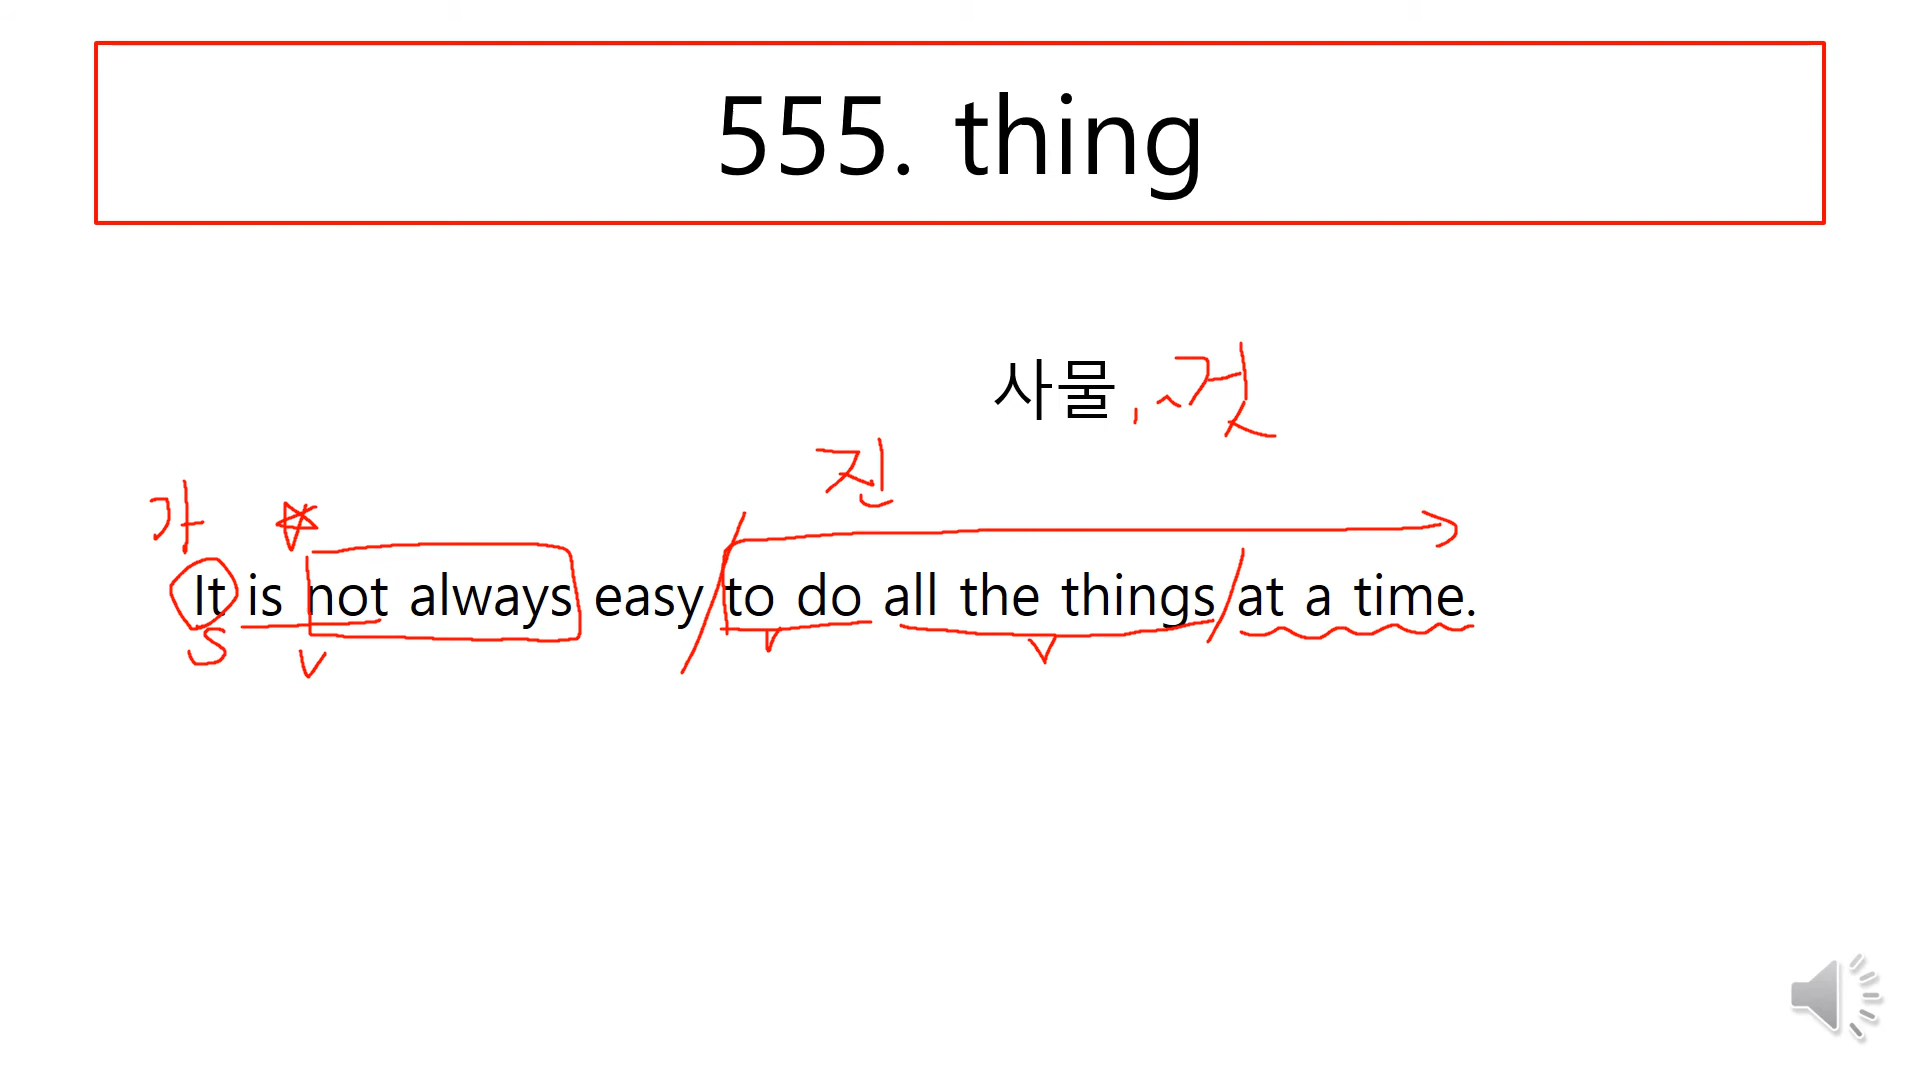 555. thing
사물, ~것
진
가 ☆
It is not always easy / to do all the things / at a time.
S V V V